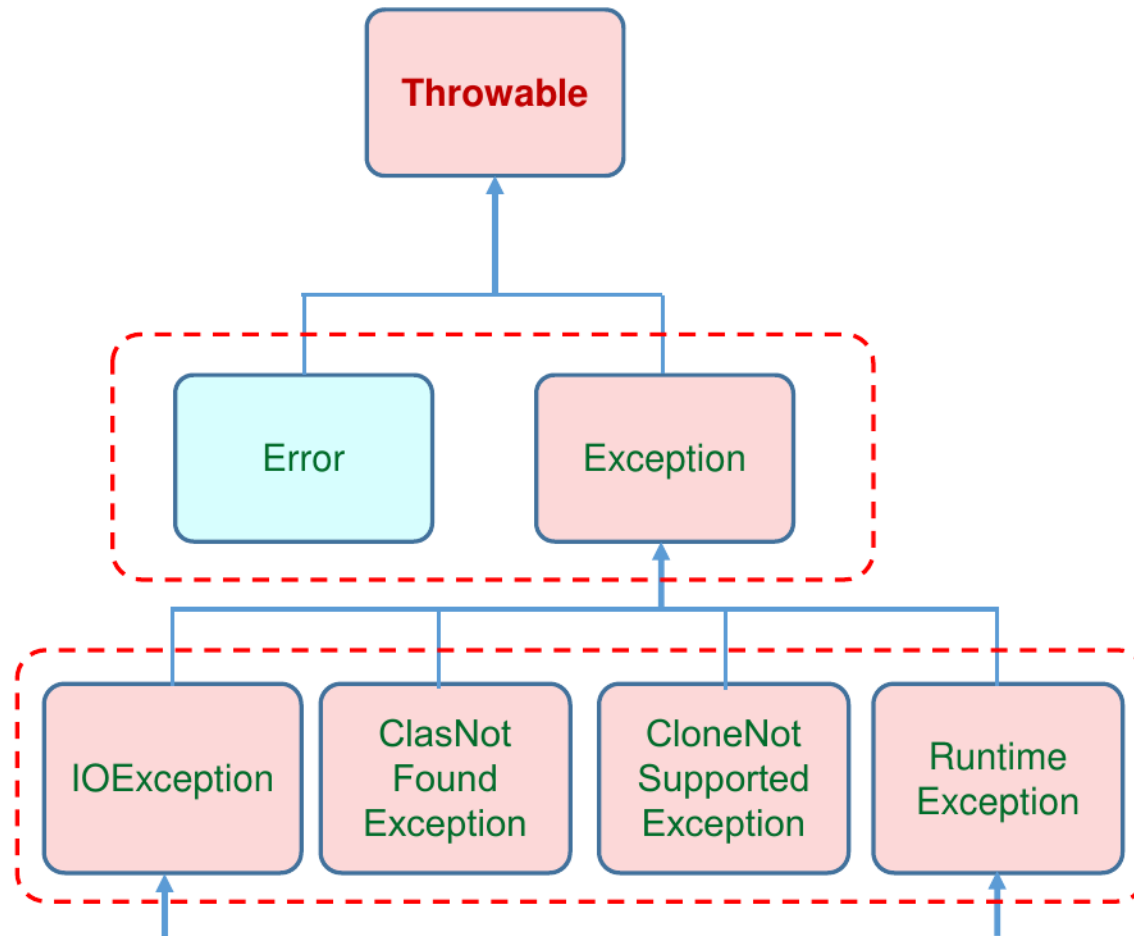 Throwable
Error
Exception
IOException
ClasNot
Found
Exception
CloneNot
Supported
Exception
Runtime
Exception